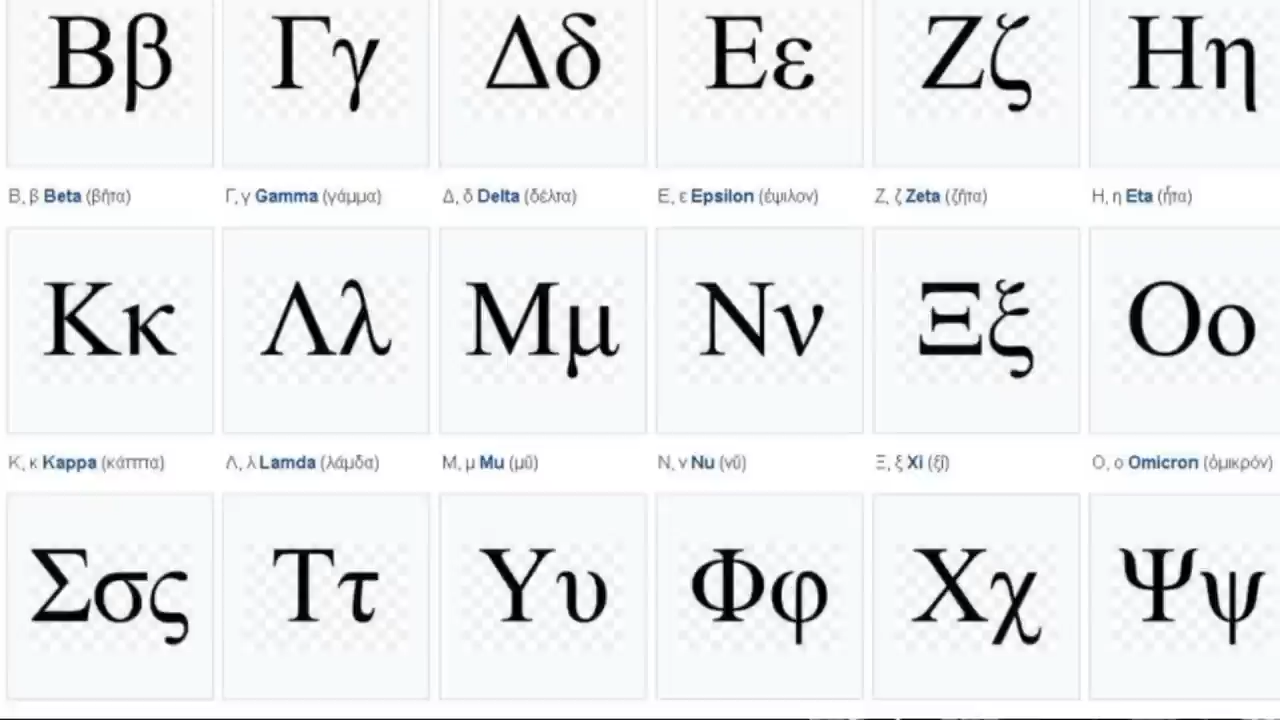 Ββ Γγ Δδ Εε Ζζ Ηη
Β, β Beta (βῆτα) Γ, γ Gamma (γάμμα) Δ, δ Delta (δέλτα) Ε, ε Epsilon (ἐψιλον) Ζ, ζ Zeta (ζῆτα) Η, η Eta (ἦτα)
Κκ Λλ Μμ Νν Ξξ Οο
Κ, κ Kappa (κάππα) Λ, λ Lamda (λάμδα) Μ, μ Mu (μῦ) Ν, ν Nu (νῦ) Ξ, ξ Xi (ξῖ) Ο, ο Omicron (ὀμικρόν)
Σσς Ττ Υυ Φφ Χχ Ψψ